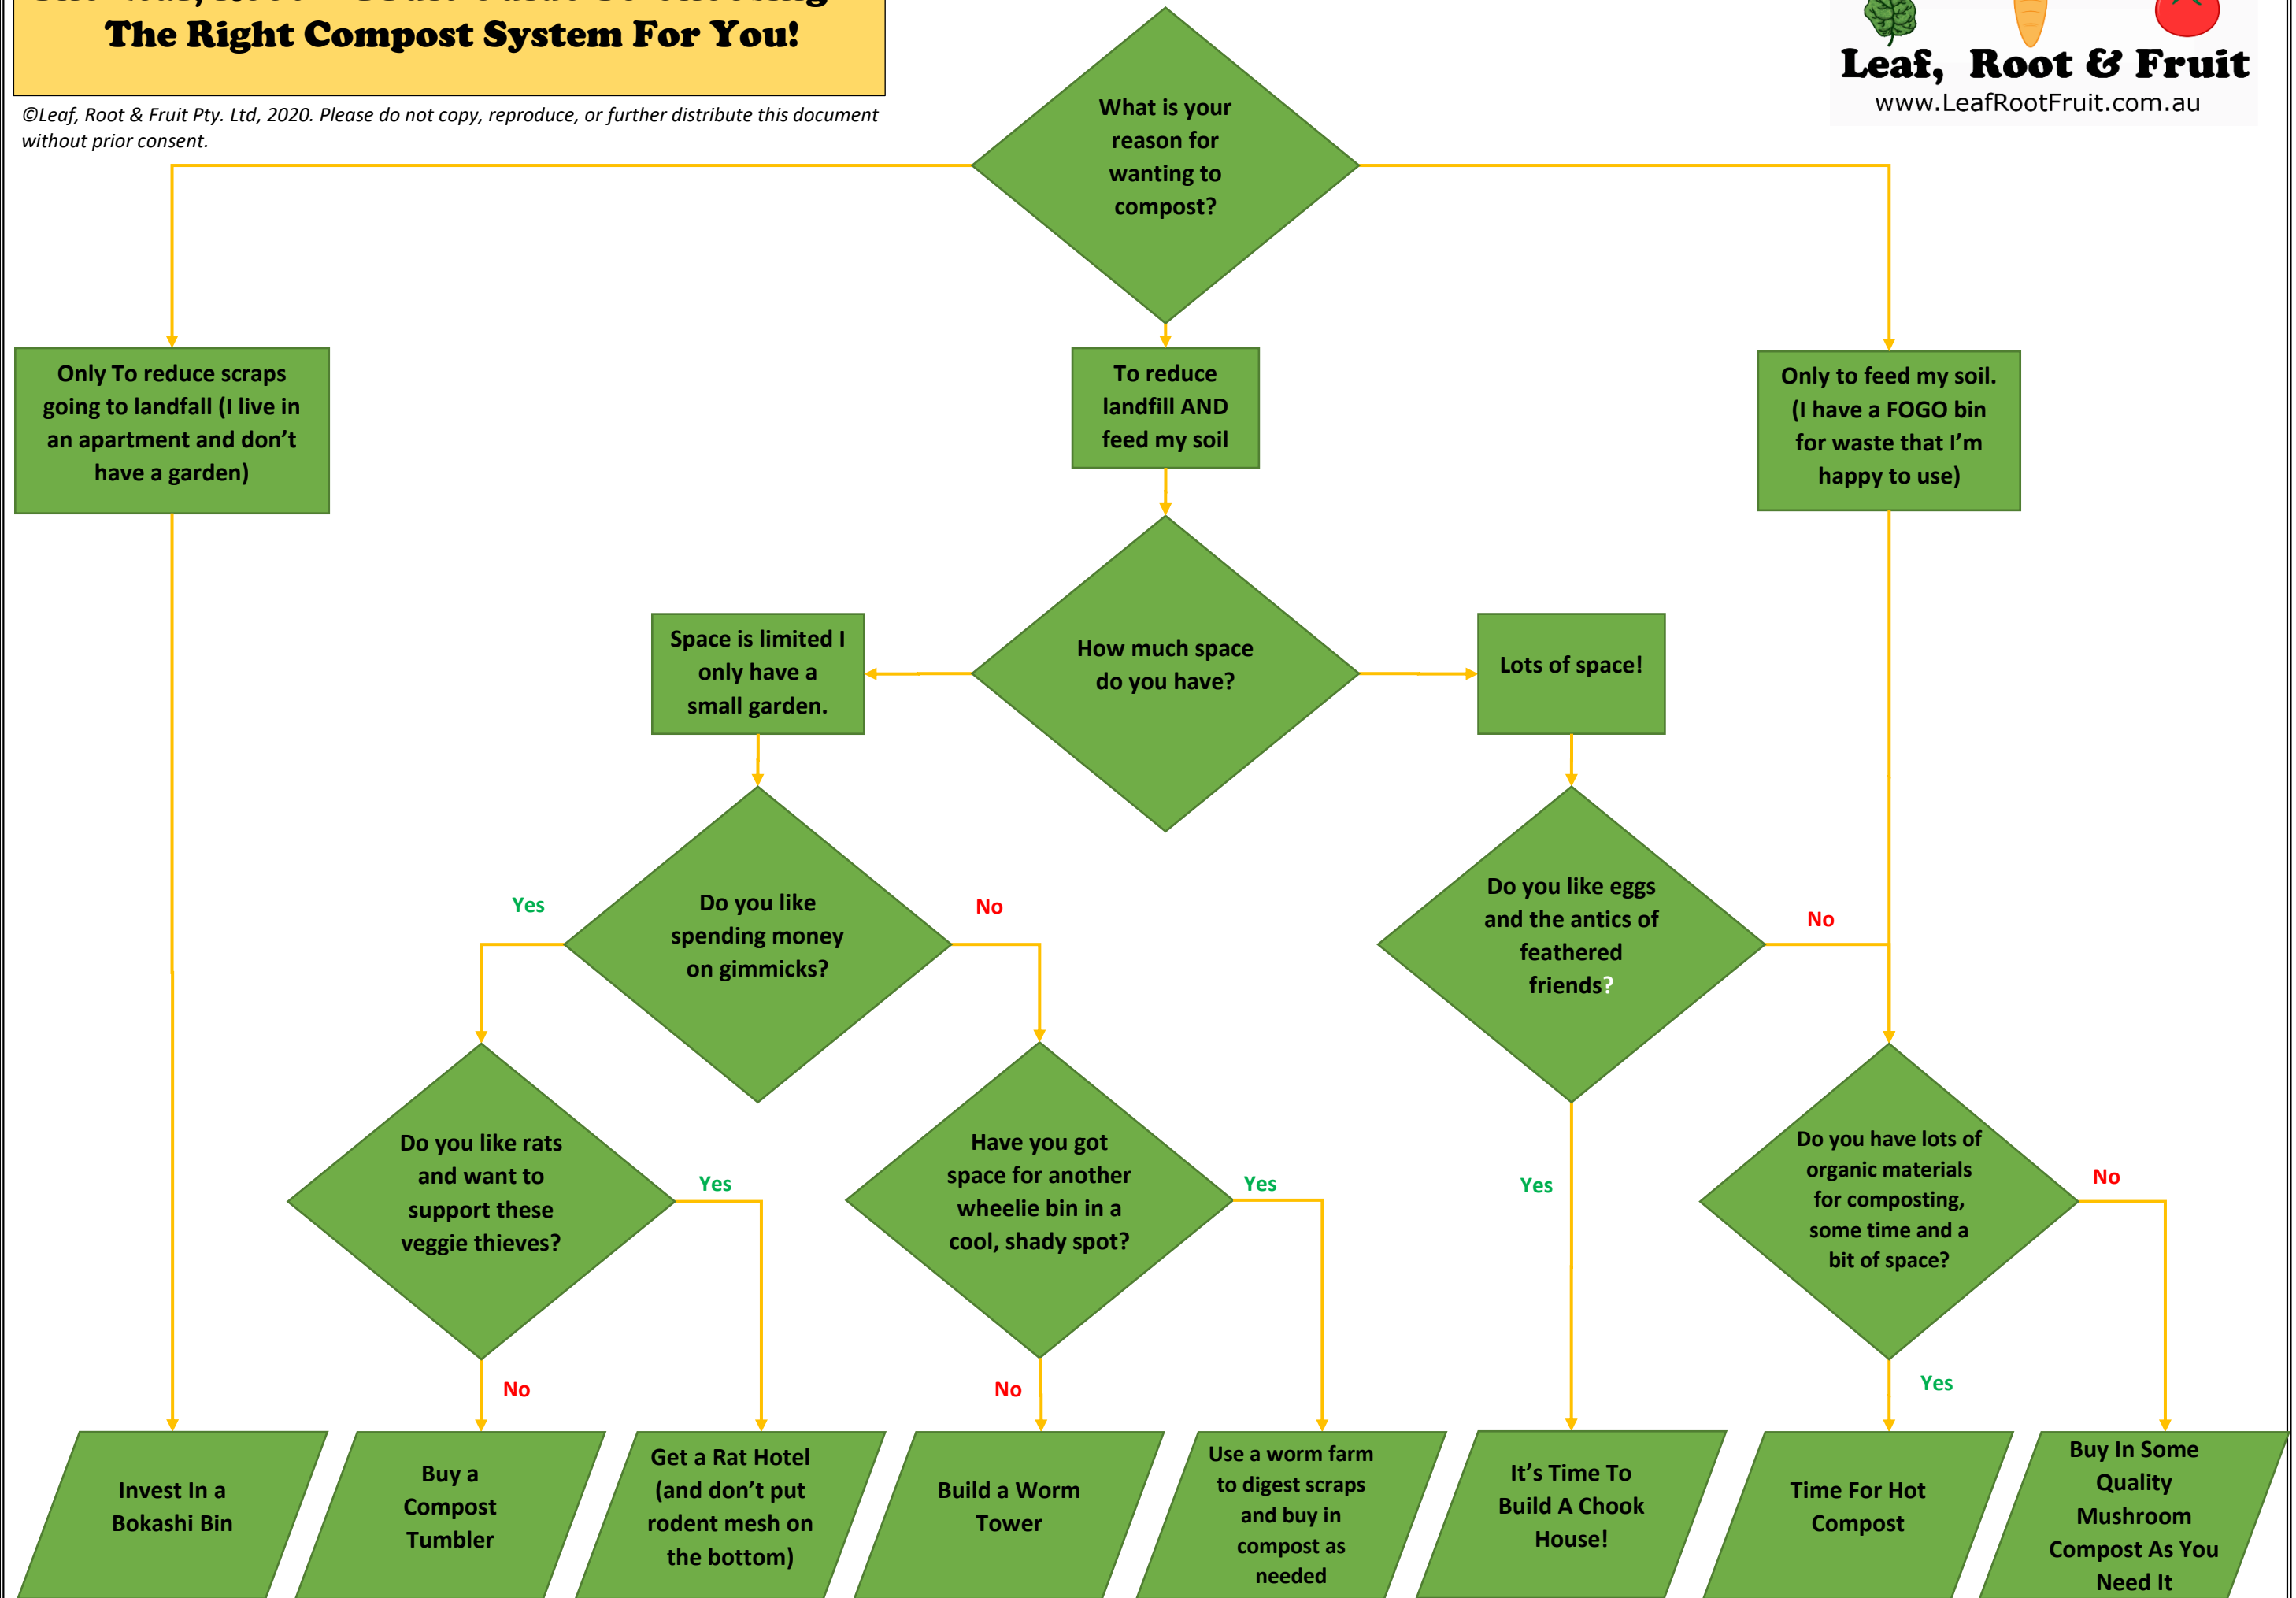 The Right Compost System For You!
©Leaf, Root & Fruit Pty. Ltd, 2020. Please do not copy, reproduce, or further distribute this document
without prior consent.
Leaf, Root & Fruit
www.LeafRootFruit.com.au
What is your
reason for
wanting to
compost?
Only To reduce scraps
going to landfall (I live in
an apartment and don’t
have a garden)
To reduce
landfill AND
feed my soil
Only to feed my soil.
(I have a FOGO bin
for waste that I’m
happy to use)
Space is limited I
only have a
small garden.
How much space
do you have?
Lots of space!
Yes
Do you like
spending money
on gimmicks?
No
Do you like eggs
and the antics of
feathered
friends?
No
Do you like rats
and want to
support these
veggie thieves?
Yes
Have you got
space for another
wheelie bin in a
cool, shady spot?
Yes
Yes
Do you have lots of
organic materials
for composting,
some time and a
bit of space?
No
No
No
Yes
Invest In a
Bokashi Bin
Buy a
Compost
Tumbler
Get a Rat Hotel
(and don’t put
rodent mesh on
the bottom)
Build a Worm
Tower
Use a worm farm
to digest scraps
and buy in
compost as
needed
It’s Time To
Build A Chook
House!
Time For Hot
Compost
Buy In Some
Quality
Mushroom
Compost As You
Need It